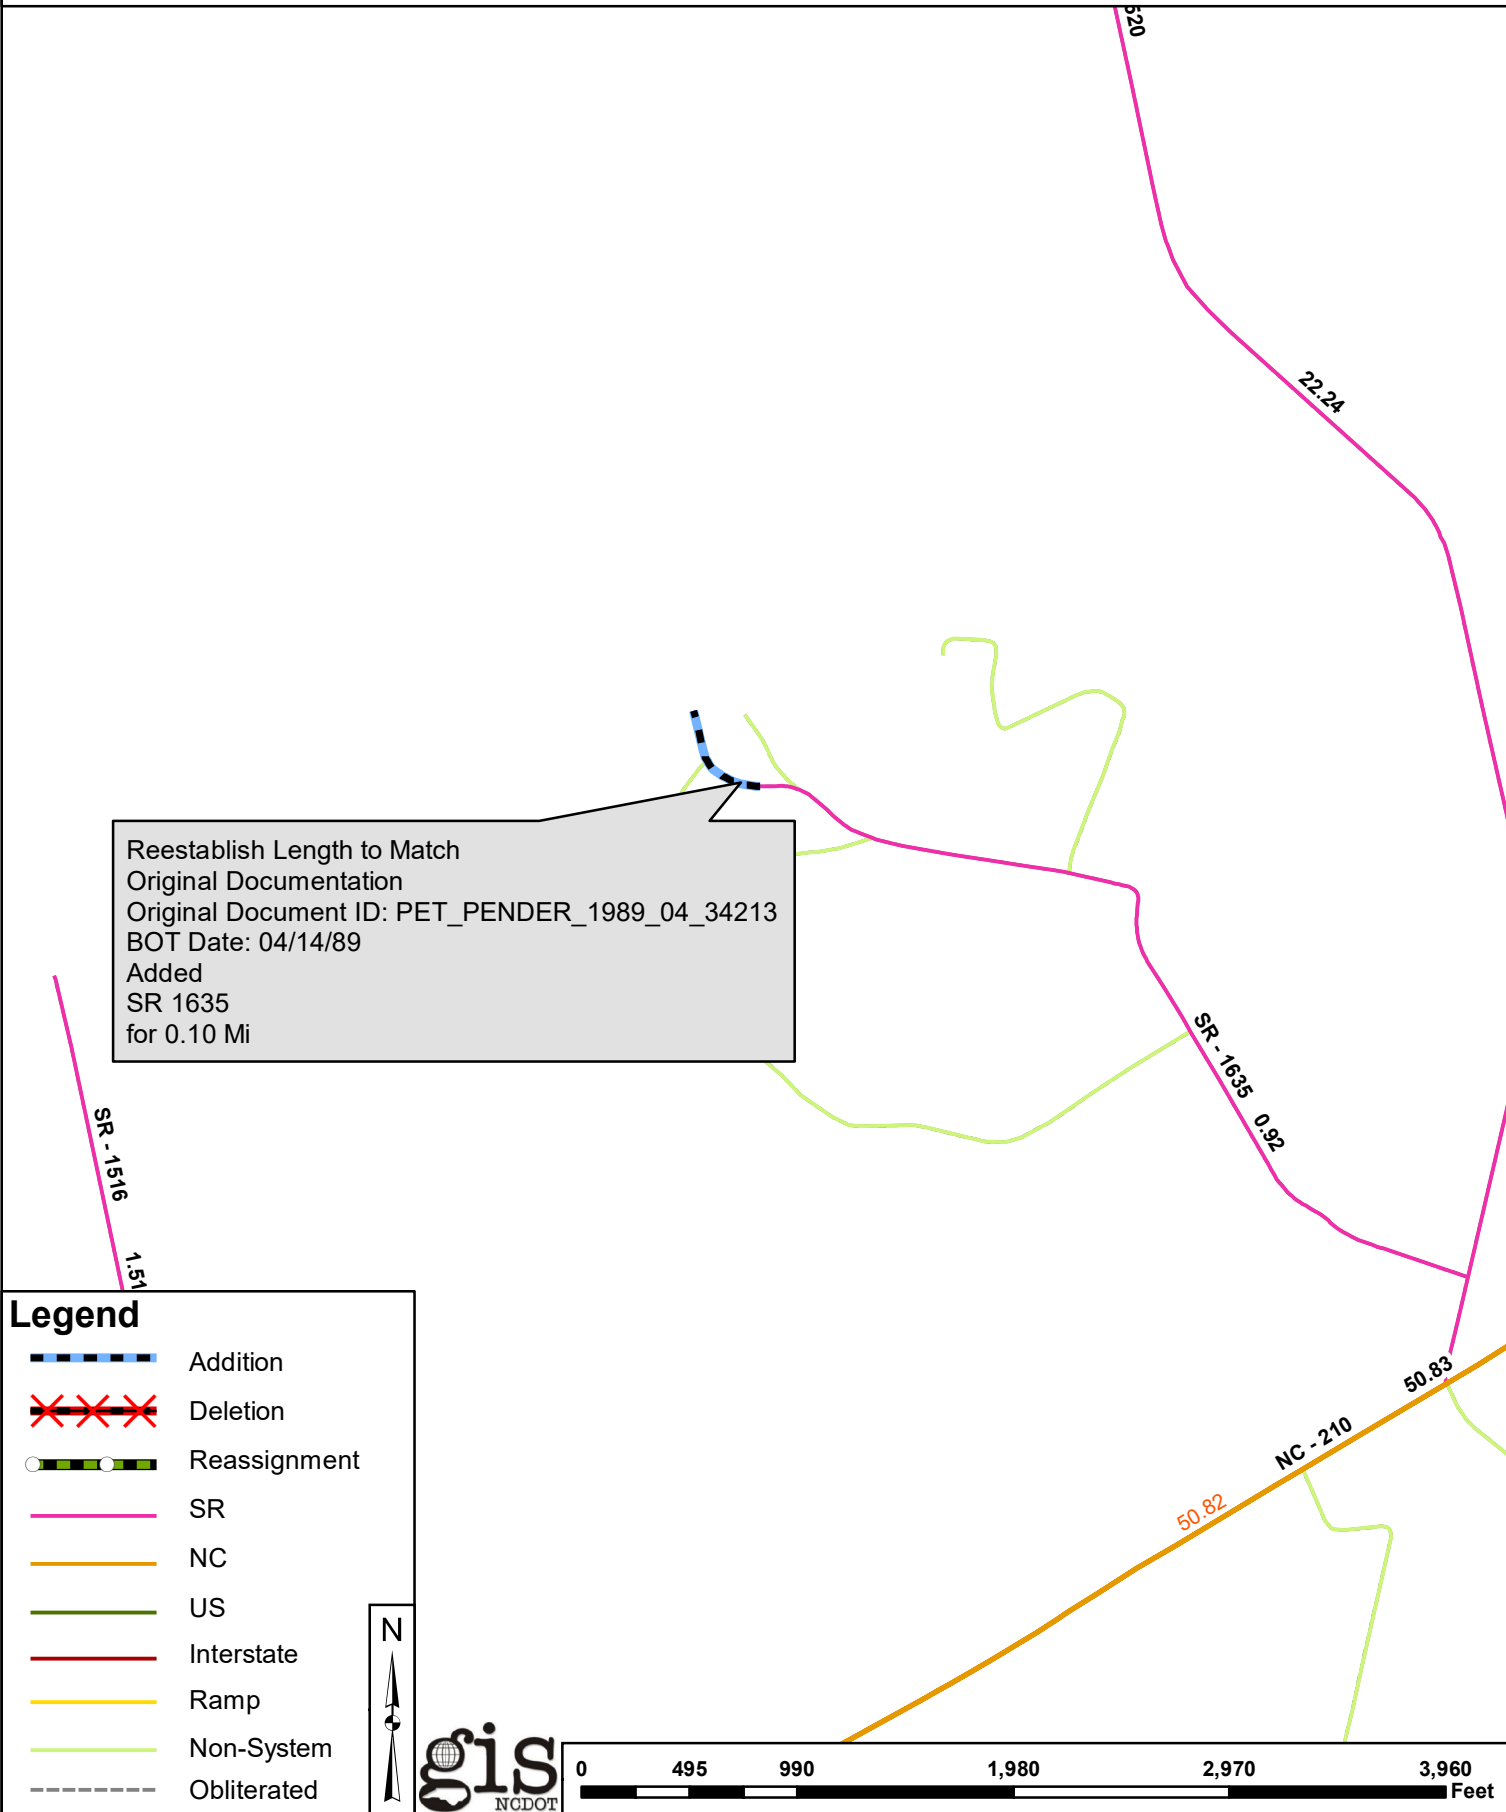 22.24
Reestablish Length to Match
Original Documentation
Original Document ID: PET_PENDER_1989_04_34213
BOT Date: 04/14/89
Added
SR 1635
for 0.10 Mi
SR - 1635 0.92
SR - 1516 1.51
50.83
NC - 210
50.82
Legend
Addition
Deletion
Reassignment
SR
NC
US
Interstate
Ramp
Non-System
Obliterated
N
gis
NCDOT
0 495 990 1,980 2,970 3,960
Feet